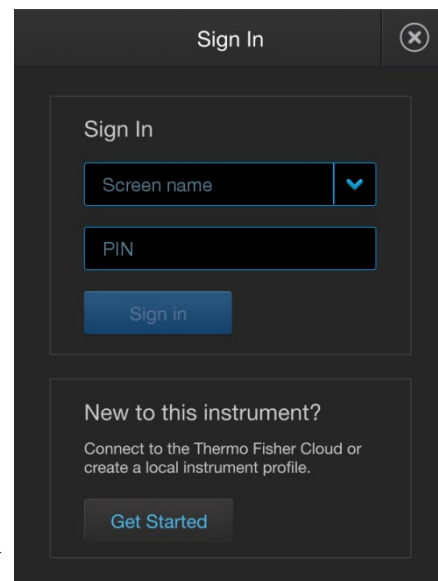 Sign In
Sign In
Screen name
PIN
Sign in
New to this instrument?
Connect to the Thermo Fisher Cloud or
create a local instrument profile.
Get Started